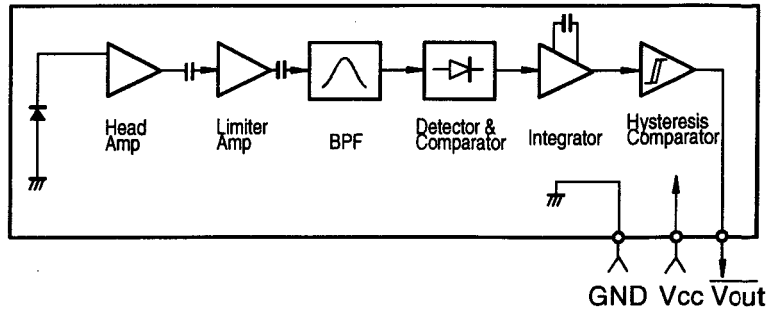 Head
Amp
Limiter
Amp
BPF
Detector &
Comparator
Integrator
Hysteresis
Comparator
GND Vcc Vout